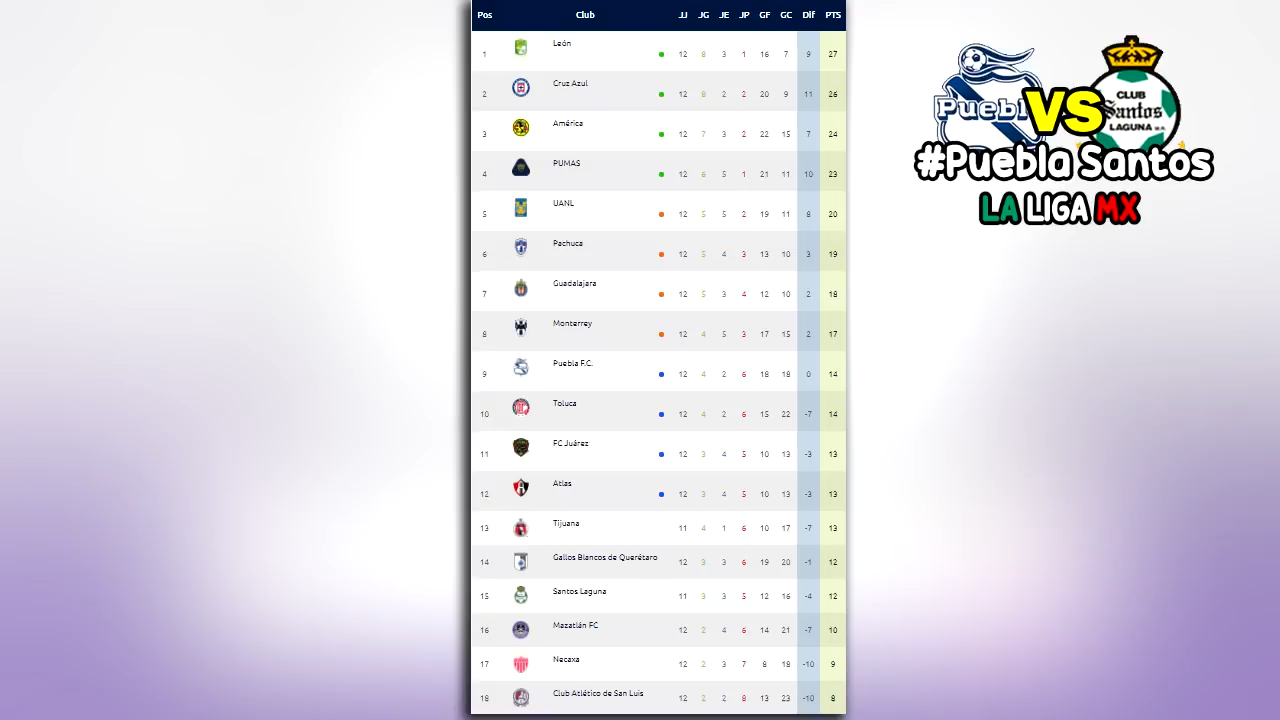 Pos Club JJ JG JE JP GF GC Dif PTS
1 León 12 8 3 1 16 7 9 27
2 Cruz Azul 12 8 2 2 20 9 11 26
3 América 12 7 3 2 22 15 7 24
4 PUMAS 12 6 5 1 21 11 10 23
5 UANL 12 5 5 2 19 11 8 20
6 Pachuca 12 5 4 3 13 10 3 19
7 Guadalajara 12 5 3 4 12 10 2 18
8 Monterrey 12 4 5 3 17 15 2 17
9 Puebla F.C. 12 4 2 6 18 18 0 14
10 Toluca 12 4 2 6 15 22 -7 14
11 FC Juárez 12 3 4 5 10 13 -3 13
12 Atlas 12 3 4 5 10 13 -3 13
13 Tijuana 11 4 1 6 10 17 -7 13
14 Gallos Blancos de Querétaro 12 3 3 6 19 20 -1 12
15 Santos Laguna 11 3 3 5 12 16 -4 12
16 Mazatlán FC 12 2 4 6 14 21 -7 10
17 Necaxa 12 2 3 7 8 18 -10 9
18 Club Atlético de San Luis 12 2 2 8 13 23 -10 8
Puebl VS CLUB Santos LAGUNA
#Puebla Santos
LA LIGA MX